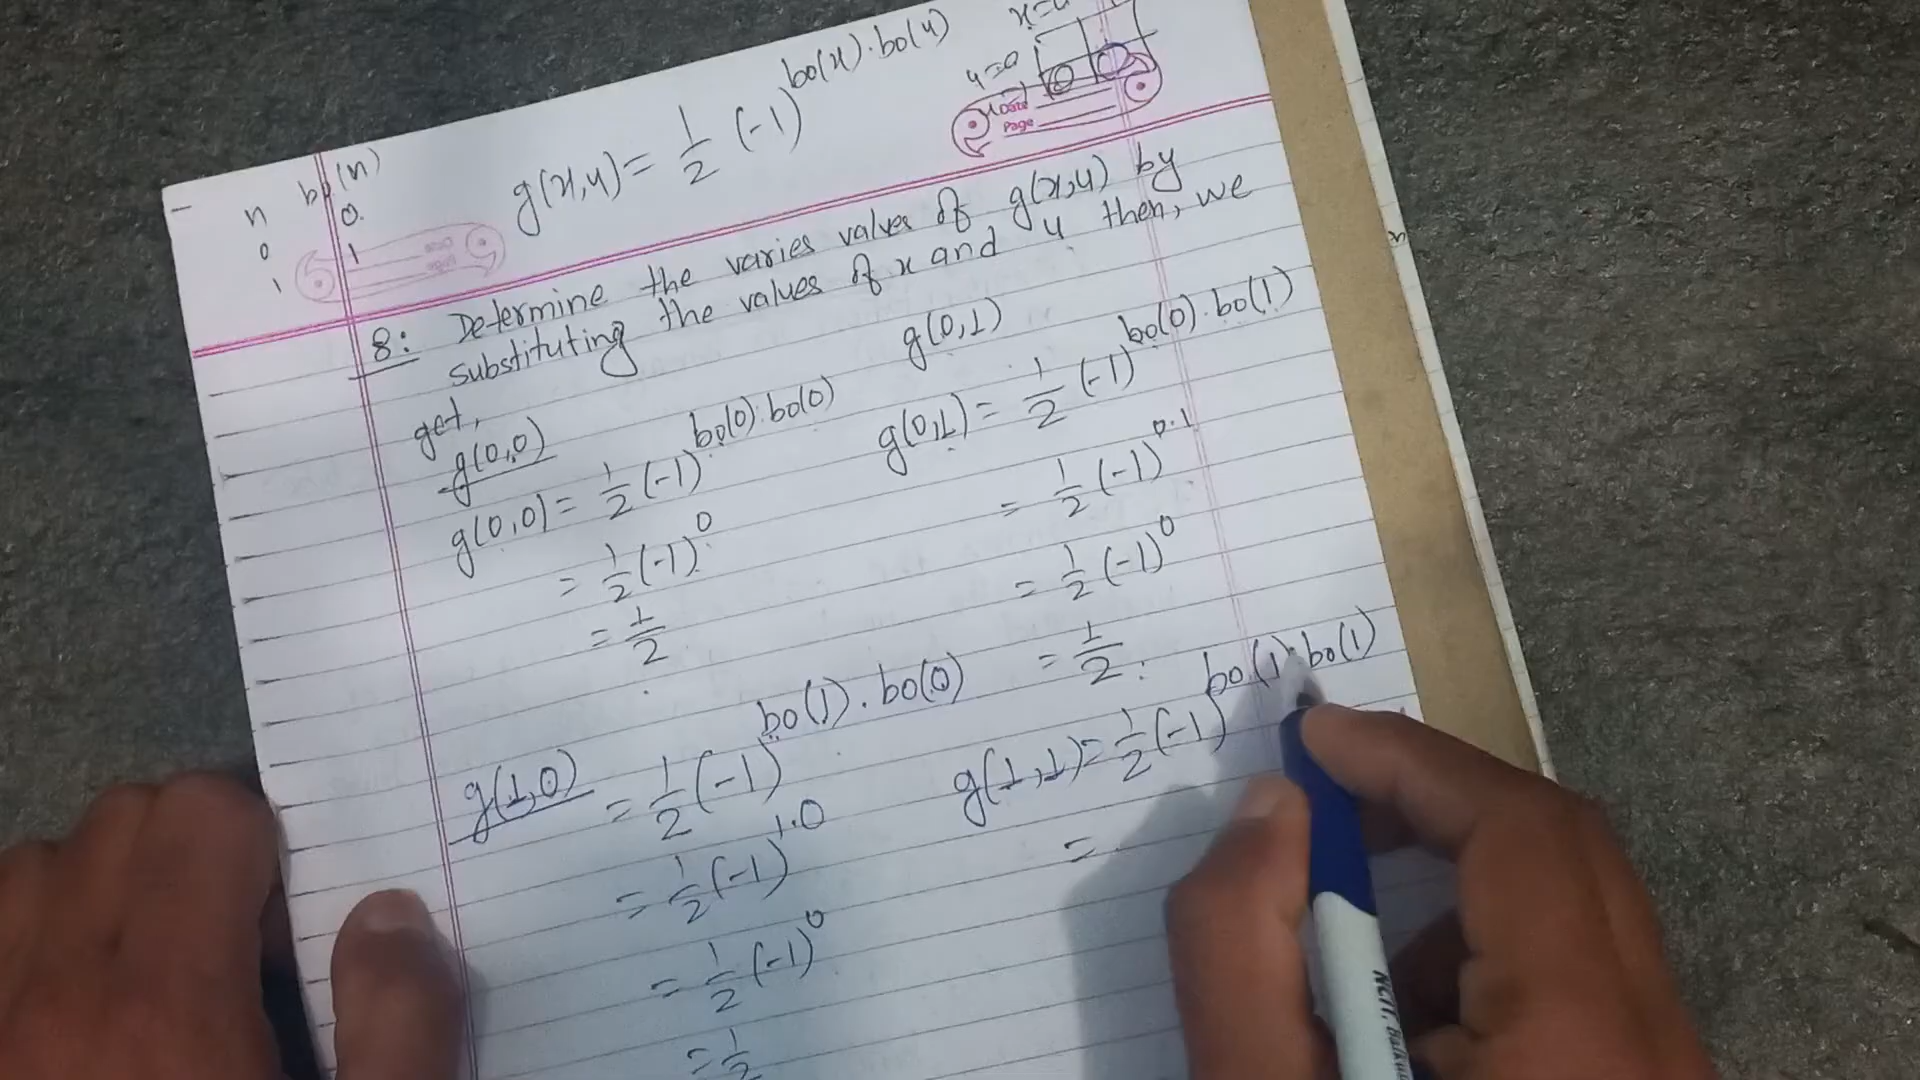 x=0
u=0
Date
Page
g(x,u) = 1/2 (-1)^bo(x).bo(u)
n bo(n)
0 0
1 1
8: Determine the varies values of g(x,u) by
substituting the values of x and u then, we
get,
g(0,0)
g(0,0) = 1/2 (-1)^bo(0).bo(0)
= 1/2 (-1)^0
= 1/2
g(0,1)
g(0,1) = 1/2 (-1)^bo(0).bo(1)
= 1/2 (-1)^0.1
= 1/2 (-1)^0
= 1/2
g(1,0) = 1/2 (-1)^bo(1).bo(0)
= 1/2 (-1)^1.0
= 1/2 (-1)^0
= 1/2
g(1,1) = 1/2 (-1)^bo(1).bo(1)
=